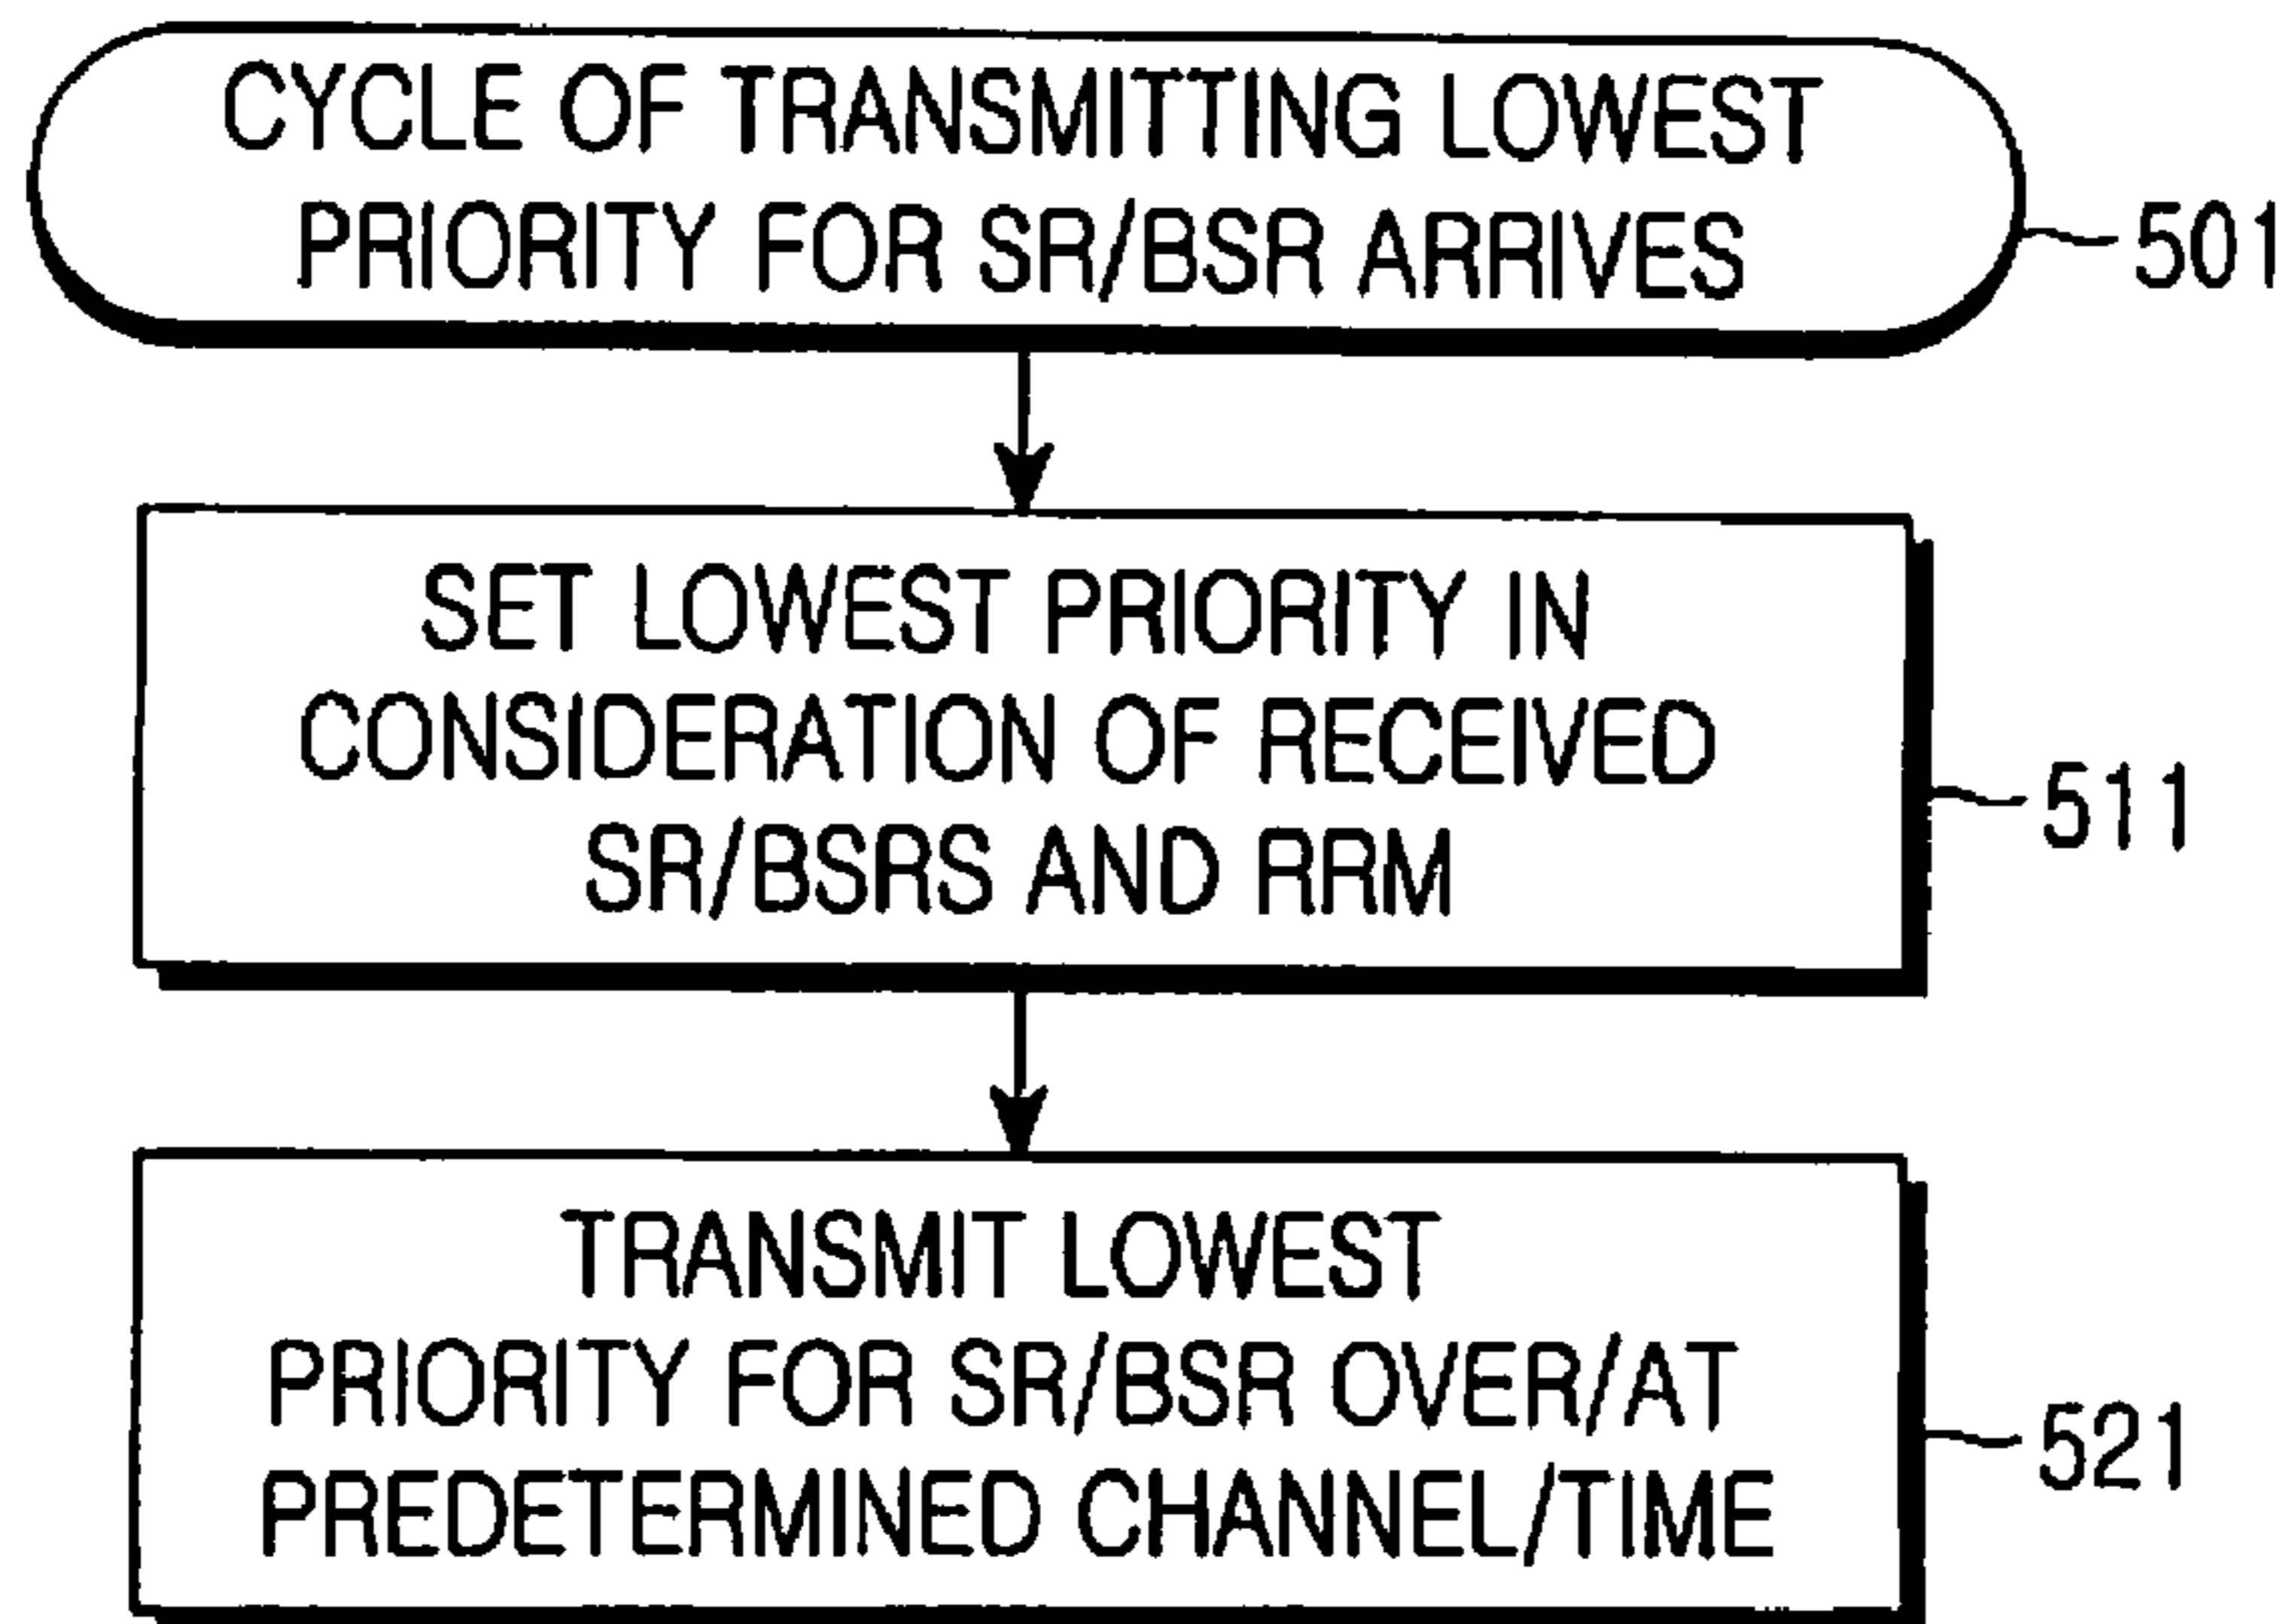 CYCLE OF TRANSMITTING LOWEST
PRIORITY FOR SR/BSR ARRIVES
501
SET LOWEST PRIORITY IN
CONSIDERATION OF RECEIVED
SR/BSRS AND RRM
511
TRANSMIT LOWEST
PRIORITY FOR SR/BSR OVER/AT
PREDETERMINED CHANNEL/TIME
521